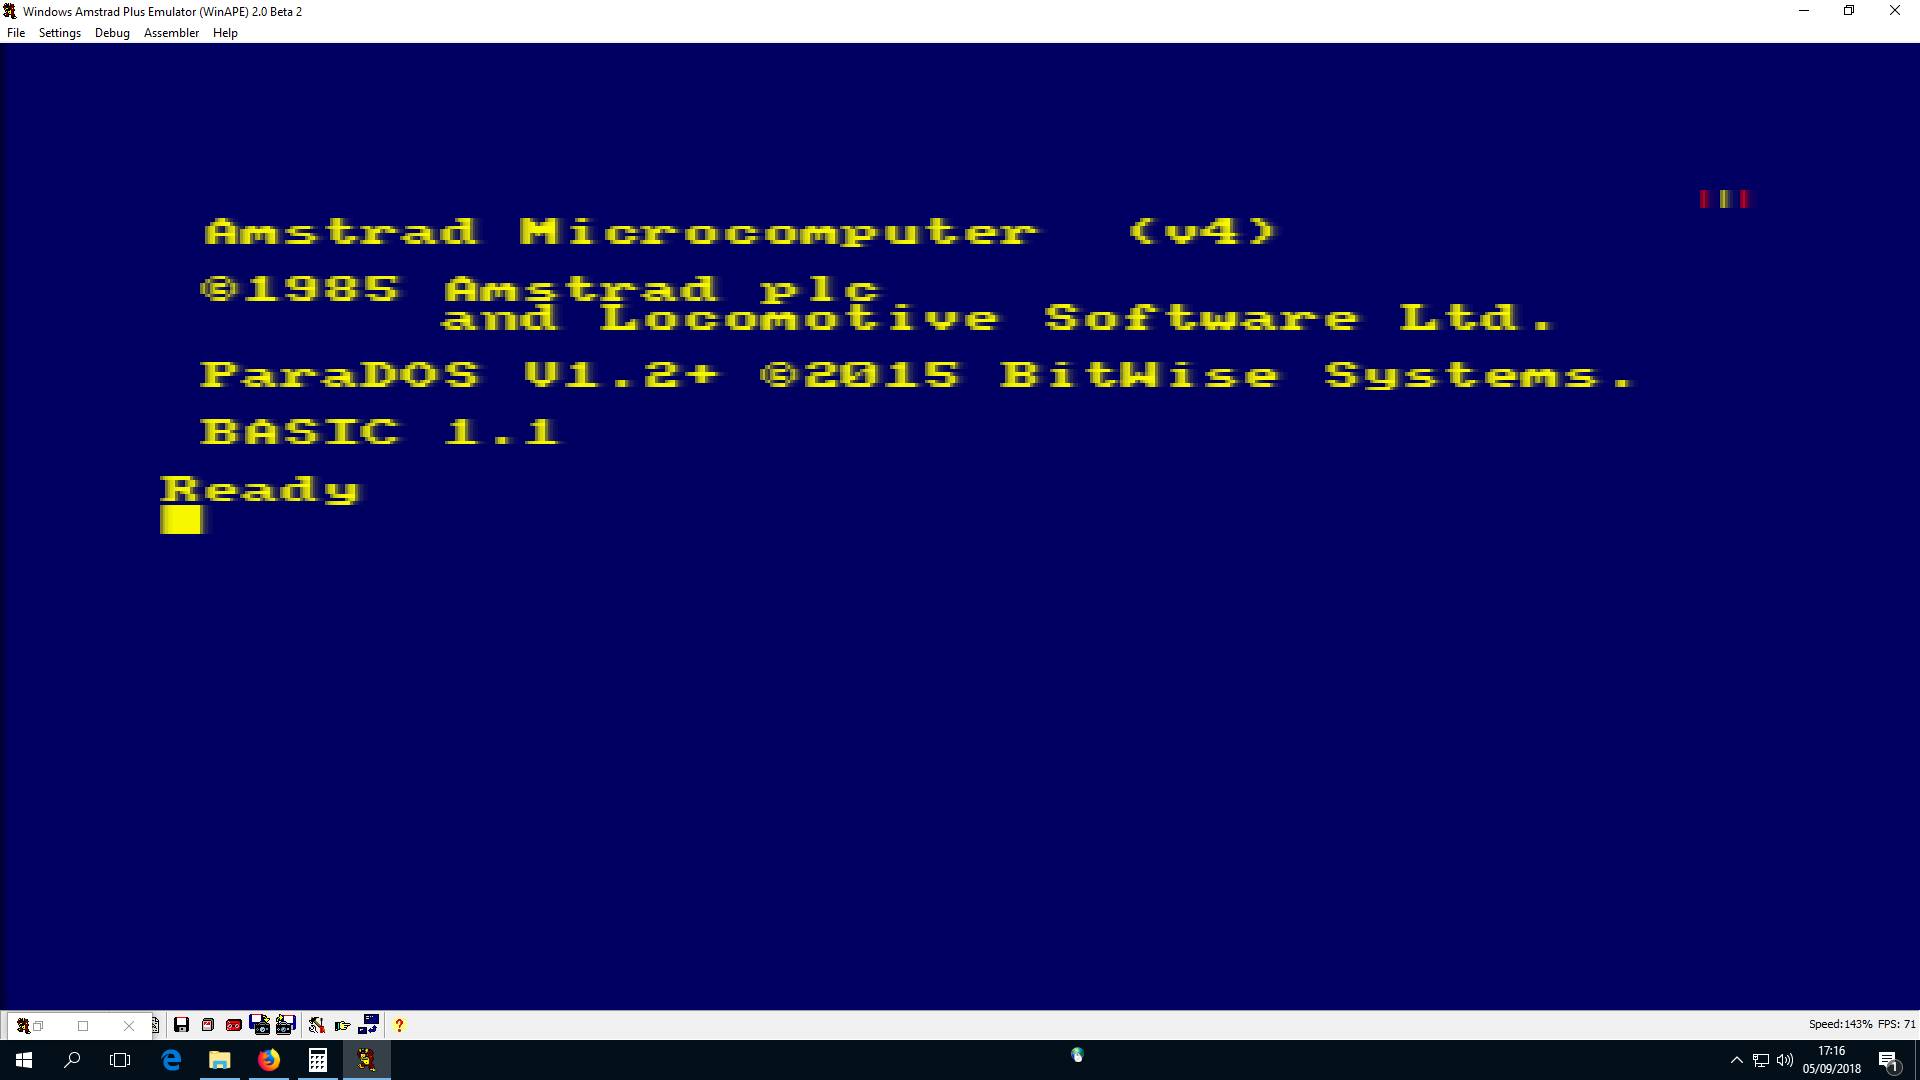 Windows Amstrad Plus Emulator (WinAPE) 2.0 Beta 2
File Settings Debug Assembler Help
Amstrad Microcomputer (v4)
©1985 Amstrad plc
and Locomotive Software Ltd.
ParaDOS V1.2+ ©2015 BitWise Systems.
BASIC 1.1
Ready
Speed:143% FPS: 71
17:16
05/09/2018
1